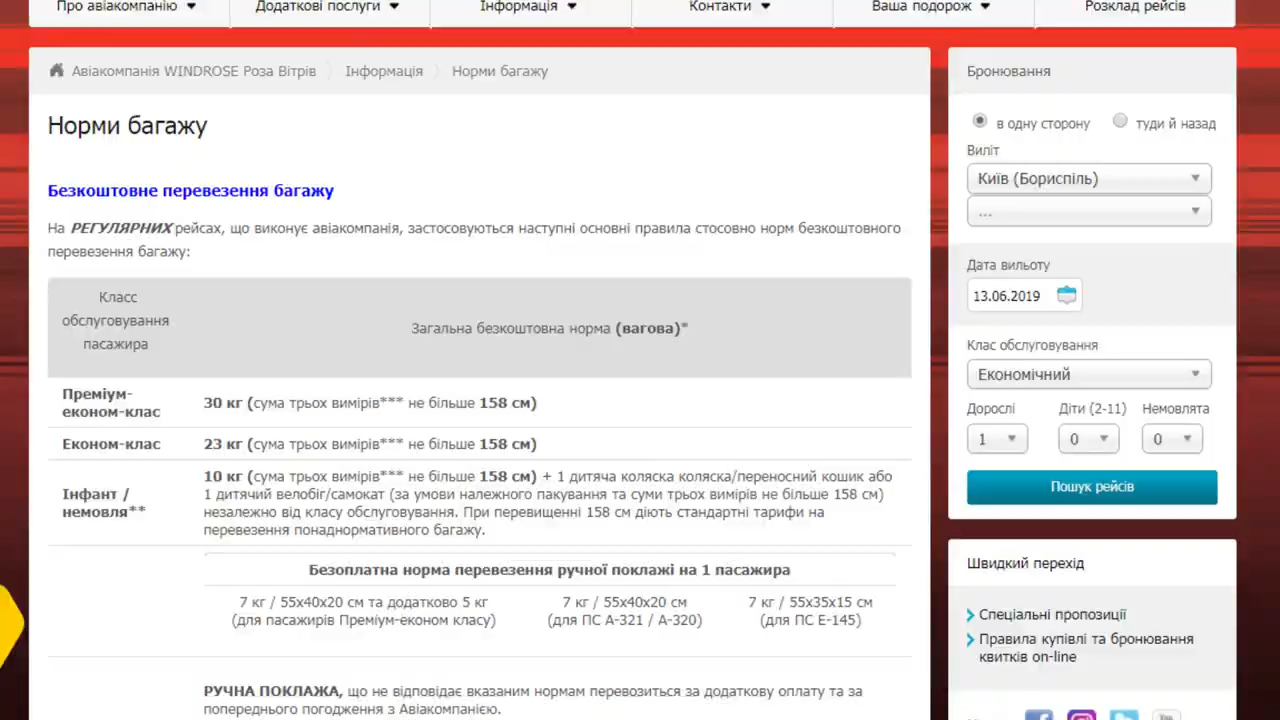 Про авіакомпанію
Додаткові послуги
Інформація
Контакти
Ваша подорож
Розклад рейсів
Авіакомпанія WINDROSE Роза Вітрів
Інформація
Норми багажу
Норми багажу
Безкоштовне перевезення багажу
На РЕГУЛЯРНИХ рейсах, що виконує авіакомпанія, застосовуються наступні основні правила стосовно норм безкоштовного
перевезення багажу:
Класс
обслуговування
пасажира
Загальна безкоштовна норма (вагова)*
Преміум-
економ-клас
30 кг (сума трьох вимірів*** не більше 158 см)
Економ-клас
23 кг (сума трьох вимірів*** не більше 158 см)
Інфант /
немовля**
10 кг (сума трьох вимірів*** не більше 158 см) + 1 дитяча коляска коляска/переносний кошик або
1 дитячий велобіг/самокат (за умови належного пакування та суми трьох вимірів не більше 158 см)
незалежно від класу обслуговування. При перевищенні 158 см діють стандартні тарифи на
перевезення понаднормативного багажу.
Безоплатна норма перевезення ручної поклажі на 1 пасажира
7 кг / 55x40x20 см та додатково 5 кг
(для пасажирів Преміум-економ класу)
7 кг / 55x40x20 см
(для ПС А-321 / А-320)
7 кг / 55x35x15 см
(для ПС Е-145)
РУЧНА ПОКЛАЖА, що не відповідає вказаним нормам перевозиться за додаткову оплату та за
попереднього погодження з Авіакомпанією.
Бронювання
в одну сторону
туди й назад
Виліт
Київ (Бориспіль)
...
Дата вильоту
13.06.2019
Клас обслуговування
Економічний
Дорослі
Діти (2-11)
Немовлята
1
0
0
Пошук рейсів
Швидкий перехід
Спеціальні пропозиції
Правила купівлі та бронювання
квитків on-line